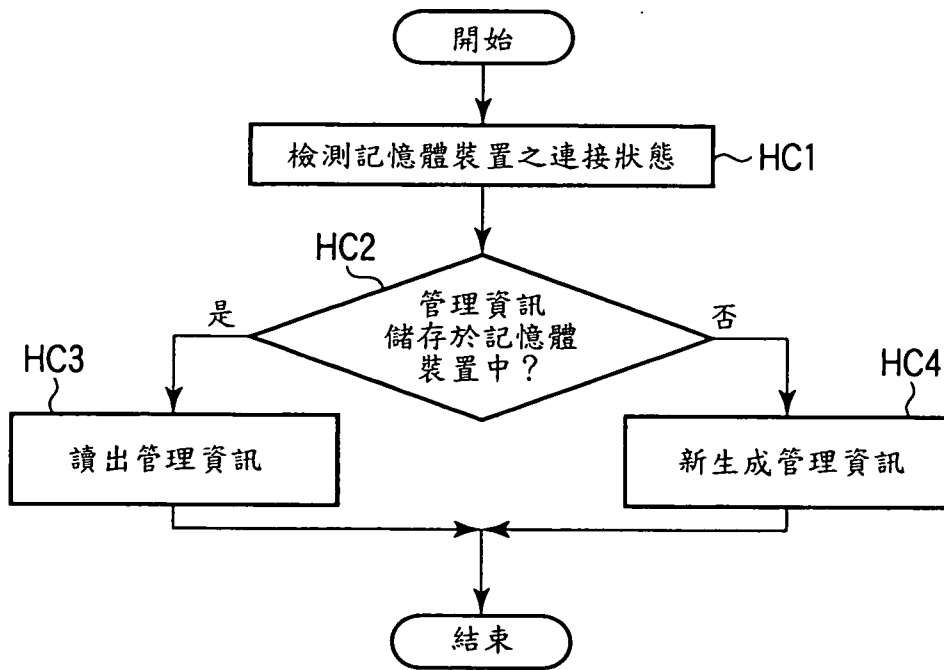 開始
檢測記憶體裝置之連接狀態
HC1
HC2
管理資訊
儲存於記憶體
裝置中？
是
否
HC3
HC4
讀出管理資訊
新生成管理資訊
結束